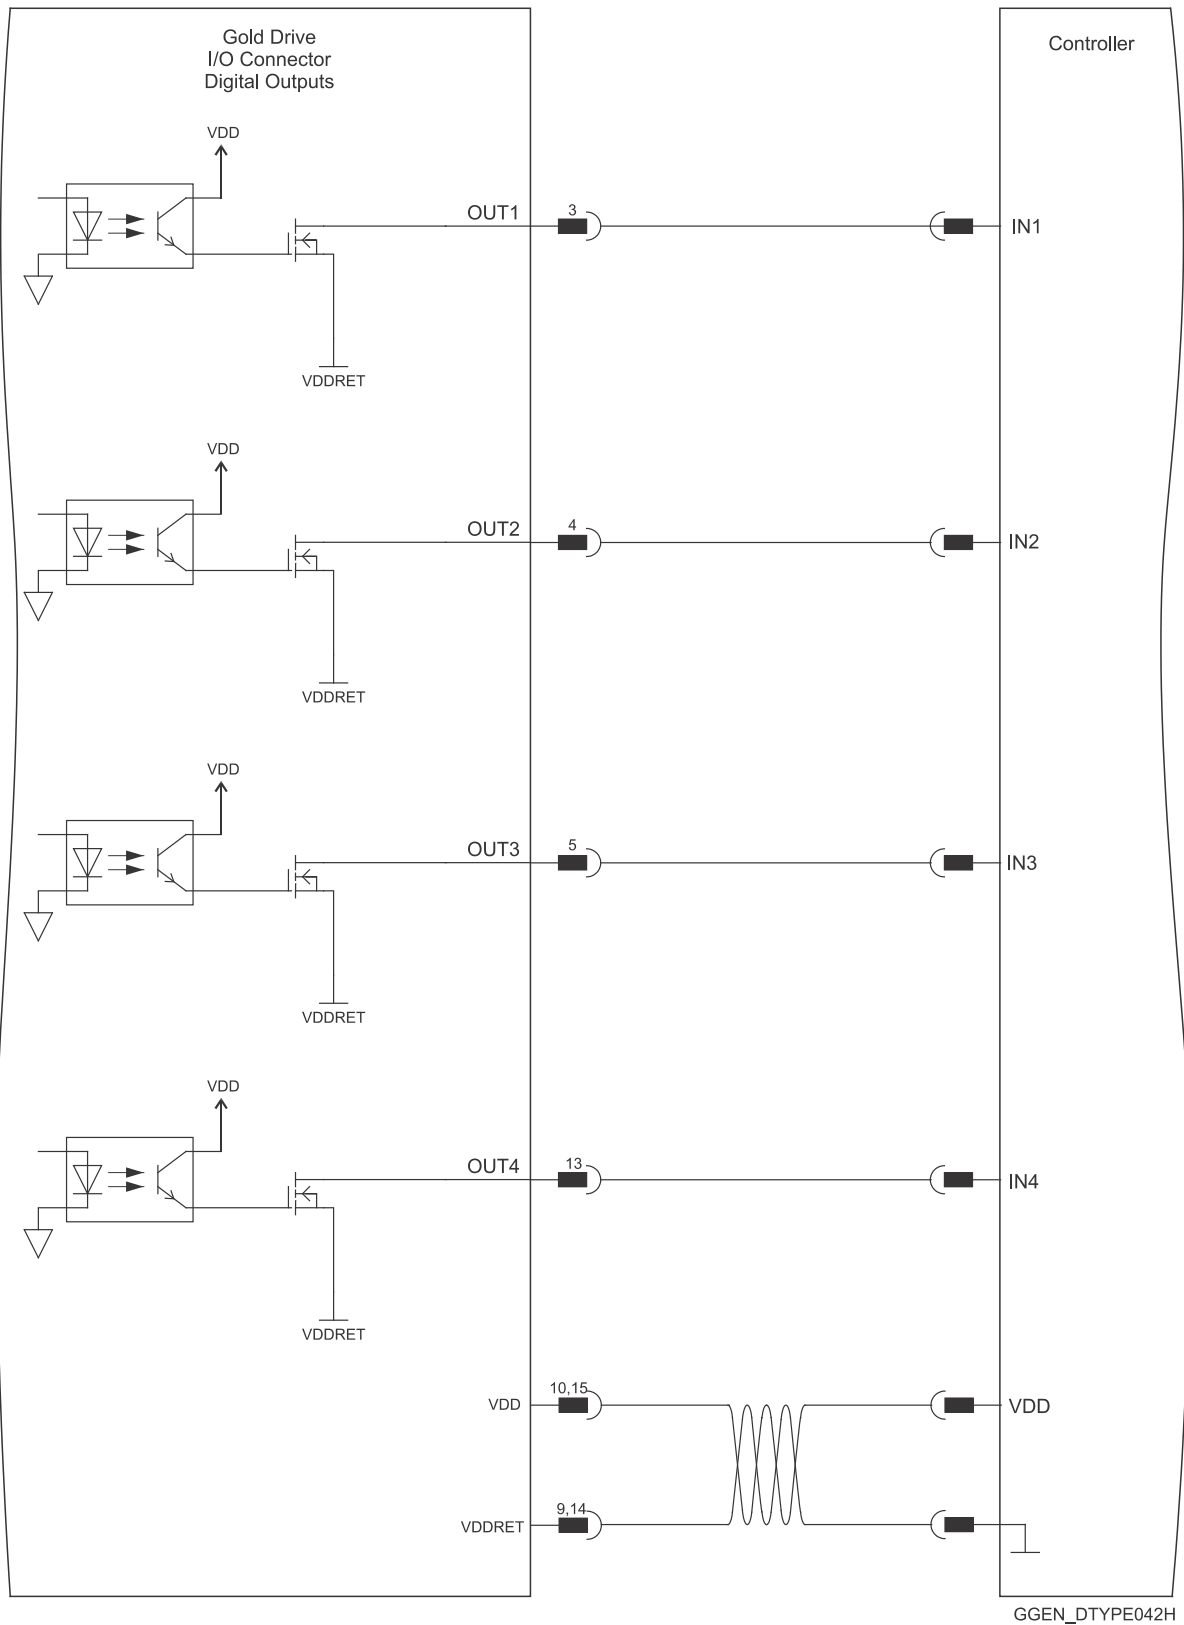 Gold Drive
I/O Connector
Digital Outputs
Controller
VDD
OUT1
3
IN1
VDDRET
VDD
OUT2
4
IN2
VDDRET
VDD
OUT3
5
IN3
VDDRET
VDD
OUT4
13
IN4
VDDRET
VDD
10,15
VDD
VDDRET
9,14
GGEN_DTYPE042H